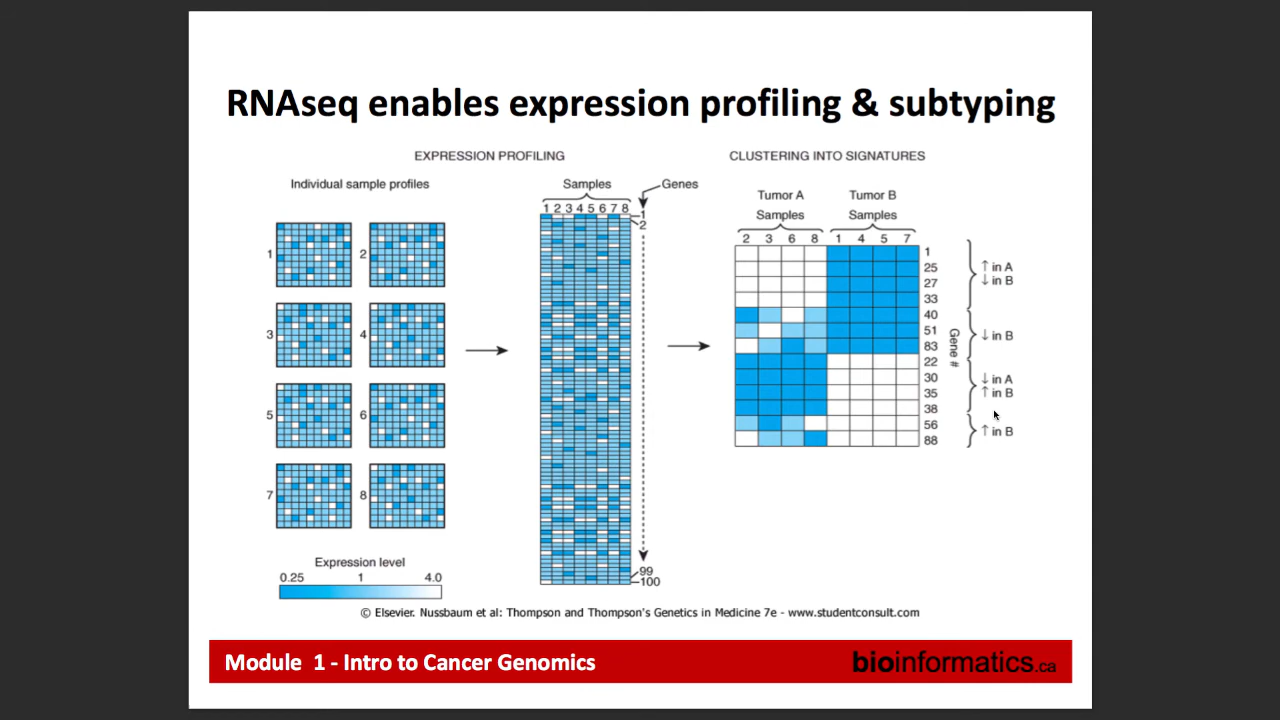 RNAseq enables expression profiling & subtyping
EXPRESSION PROFILING
CLUSTERING INTO SIGNATURES
Individual sample profiles
Samples
Genes
1 2 3 4 5 6 7 8
1
2
99
100
1
2
3
4
5
6
7
8
Expression level
0.25 1 4.0
Tumor A Tumor B
Samples Samples
2 3 6 8 1 4 5 7
1
25
27
33
40
51
83
22
30
35
38
56
88
Gene #
↑ in A
↓ in B
↓ in B
↓ in A
↑ in B
↑ in B
© Elsevier. Nussbaum et al: Thompson and Thompson's Genetics in Medicine 7e - www.studentconsult.com
Module 1 - Intro to Cancer Genomics
bioinformatics.ca